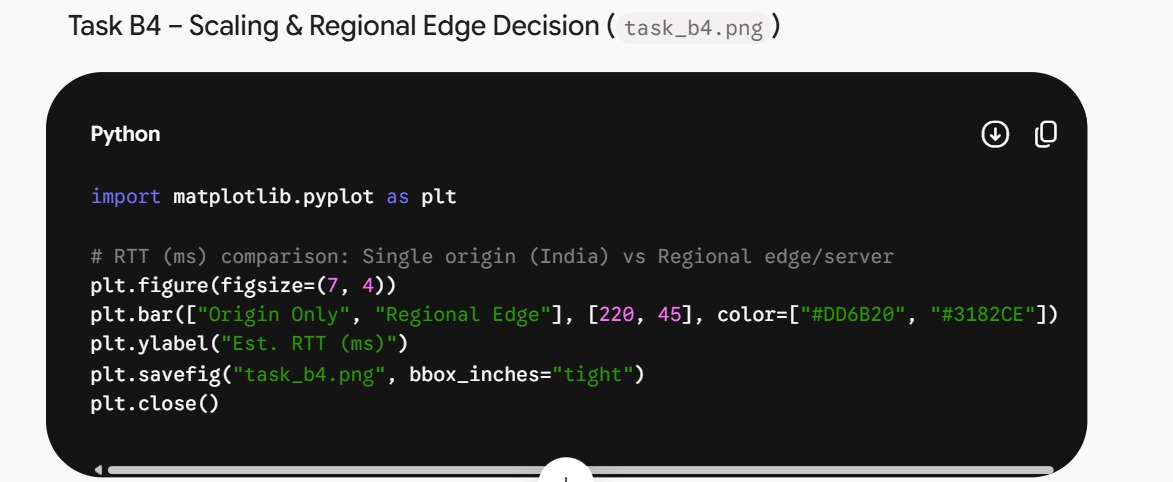 Task B4 – Scaling & Regional Edge Decision ( task_b4.png )
Python
import matplotlib.pyplot as plt
# RTT (ms) comparison: Single origin (India) vs Regional edge/server
plt.figure(figsize=(7, 4))
plt.bar(["Origin Only", "Regional Edge"], [220, 45], color=["#DD6B20", "#3182CE"])
plt.ylabel("Est. RTT (ms)")
plt.savefig("task_b4.png", bbox_inches="tight")
plt.close()